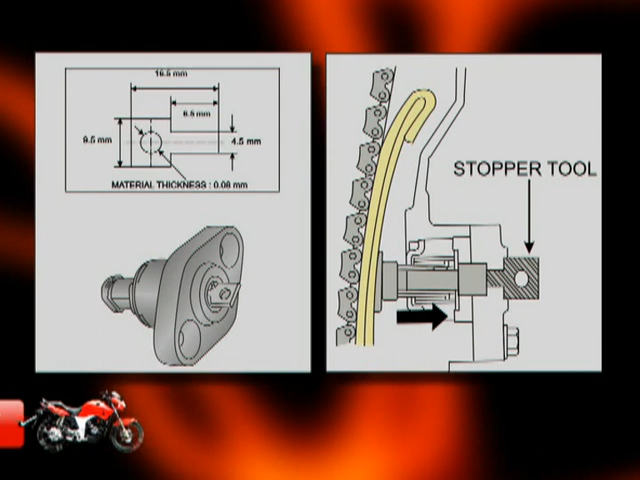 16.5 mm
6.5 mm
9.5 mm
4.5 mm
MATERIAL THICKNESS : 0.08 mm
STOPPER TOOL